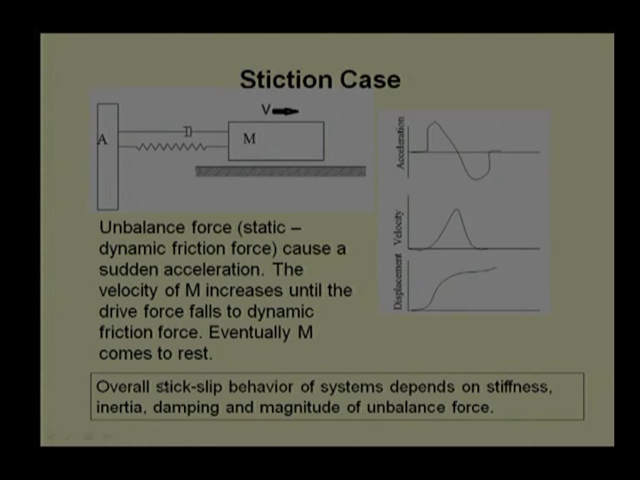 Stiction Case
V
A
M
Acceleration
Velocity
Displacement
Unbalance force (static –
dynamic friction force) cause a
sudden acceleration. The
velocity of M increases until the
drive force falls to dynamic
friction force. Eventually M
comes to rest.
Overall stick-slip behavior of systems depends on stiffness,
inertia, damping and magnitude of unbalance force.